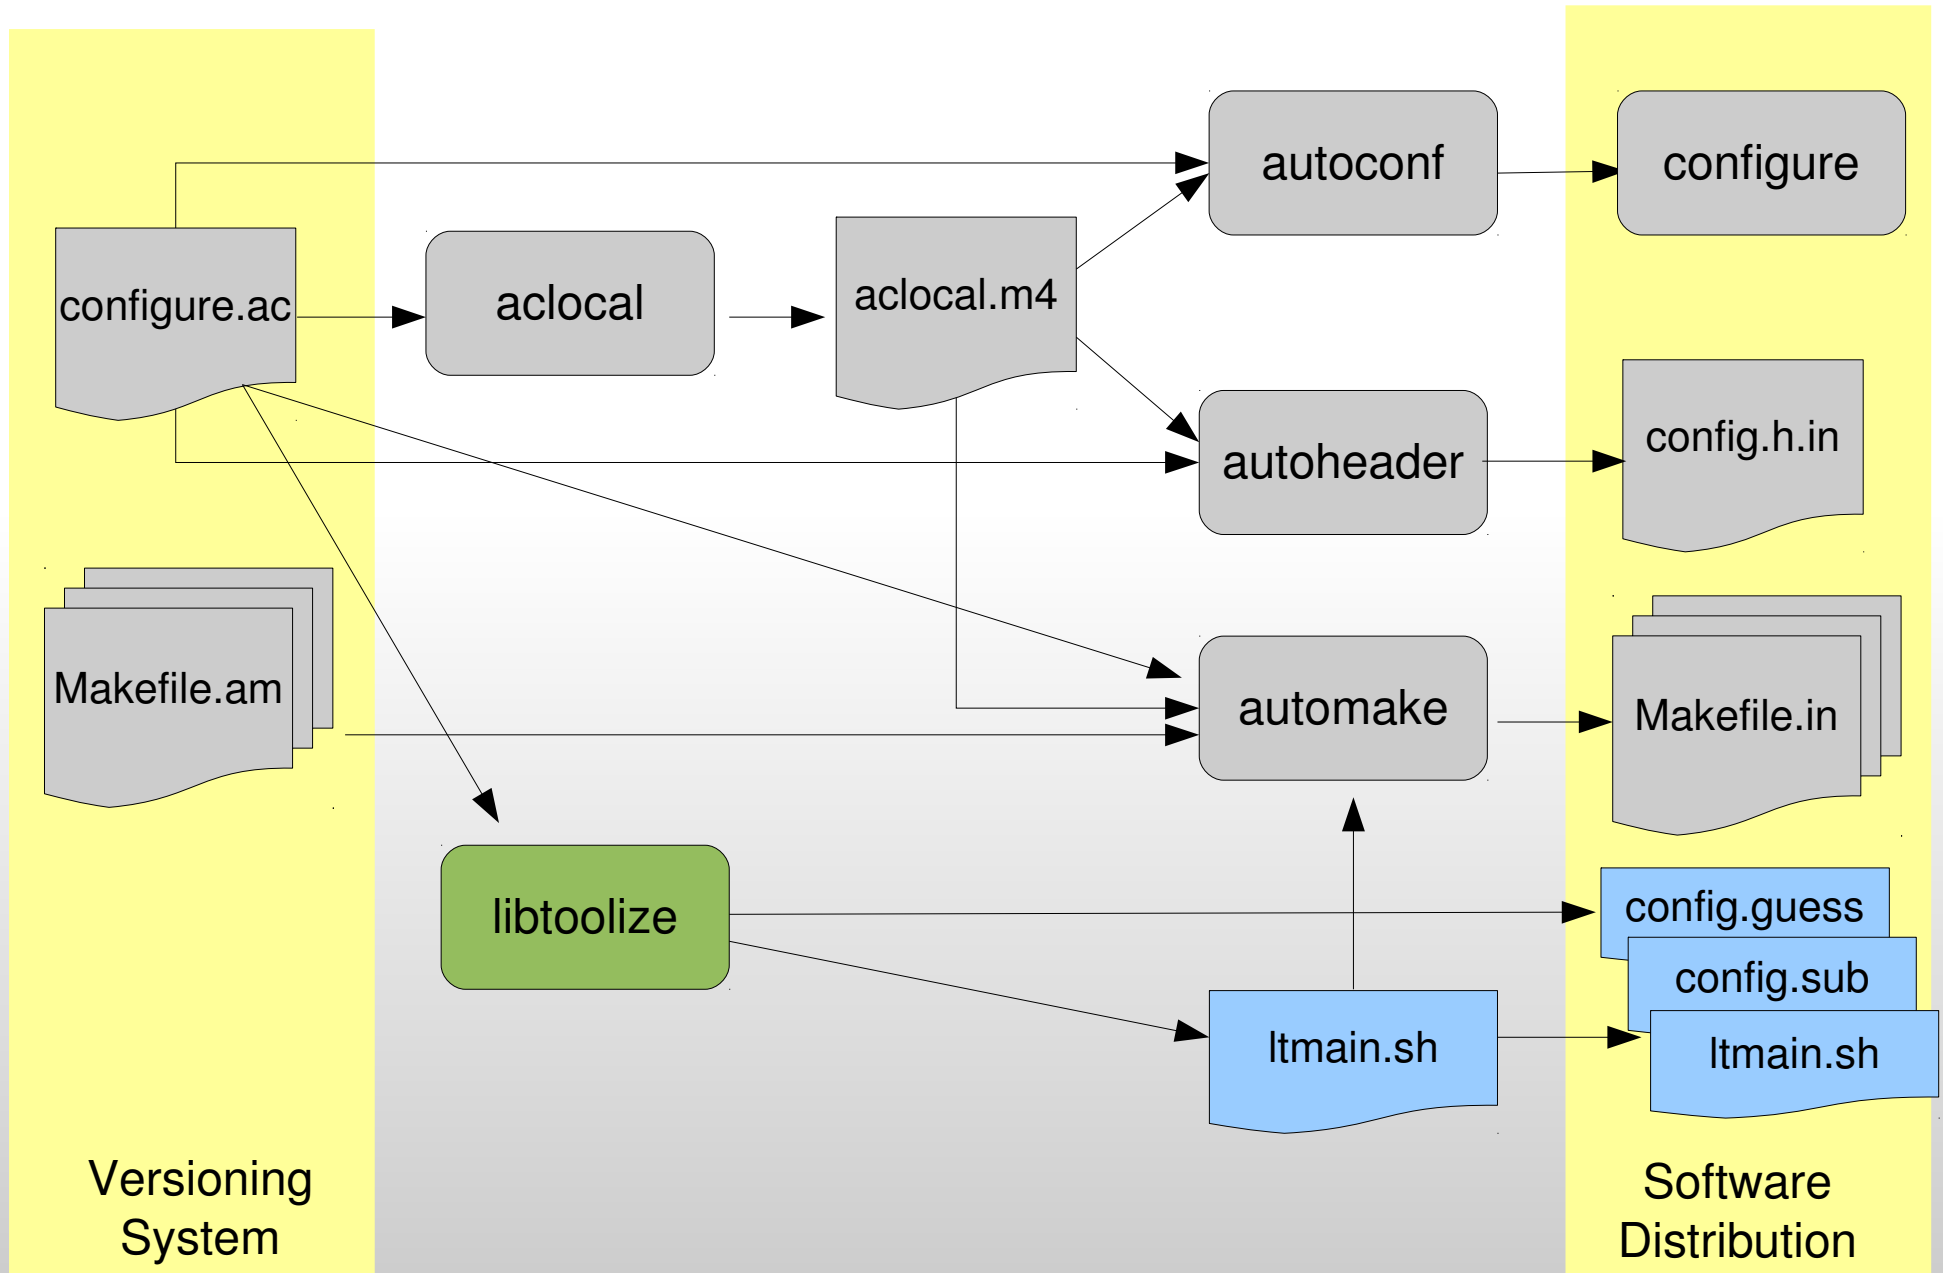 autoconf
configure
configure.ac
aclocal
aclocal.m4
autoheader
config.h.in
Makefile.am
automake
Makefile.in
libtoolize
config.guess
config.sub
ltmain.sh
ltmain.sh
Versioning
System
Software
Distribution